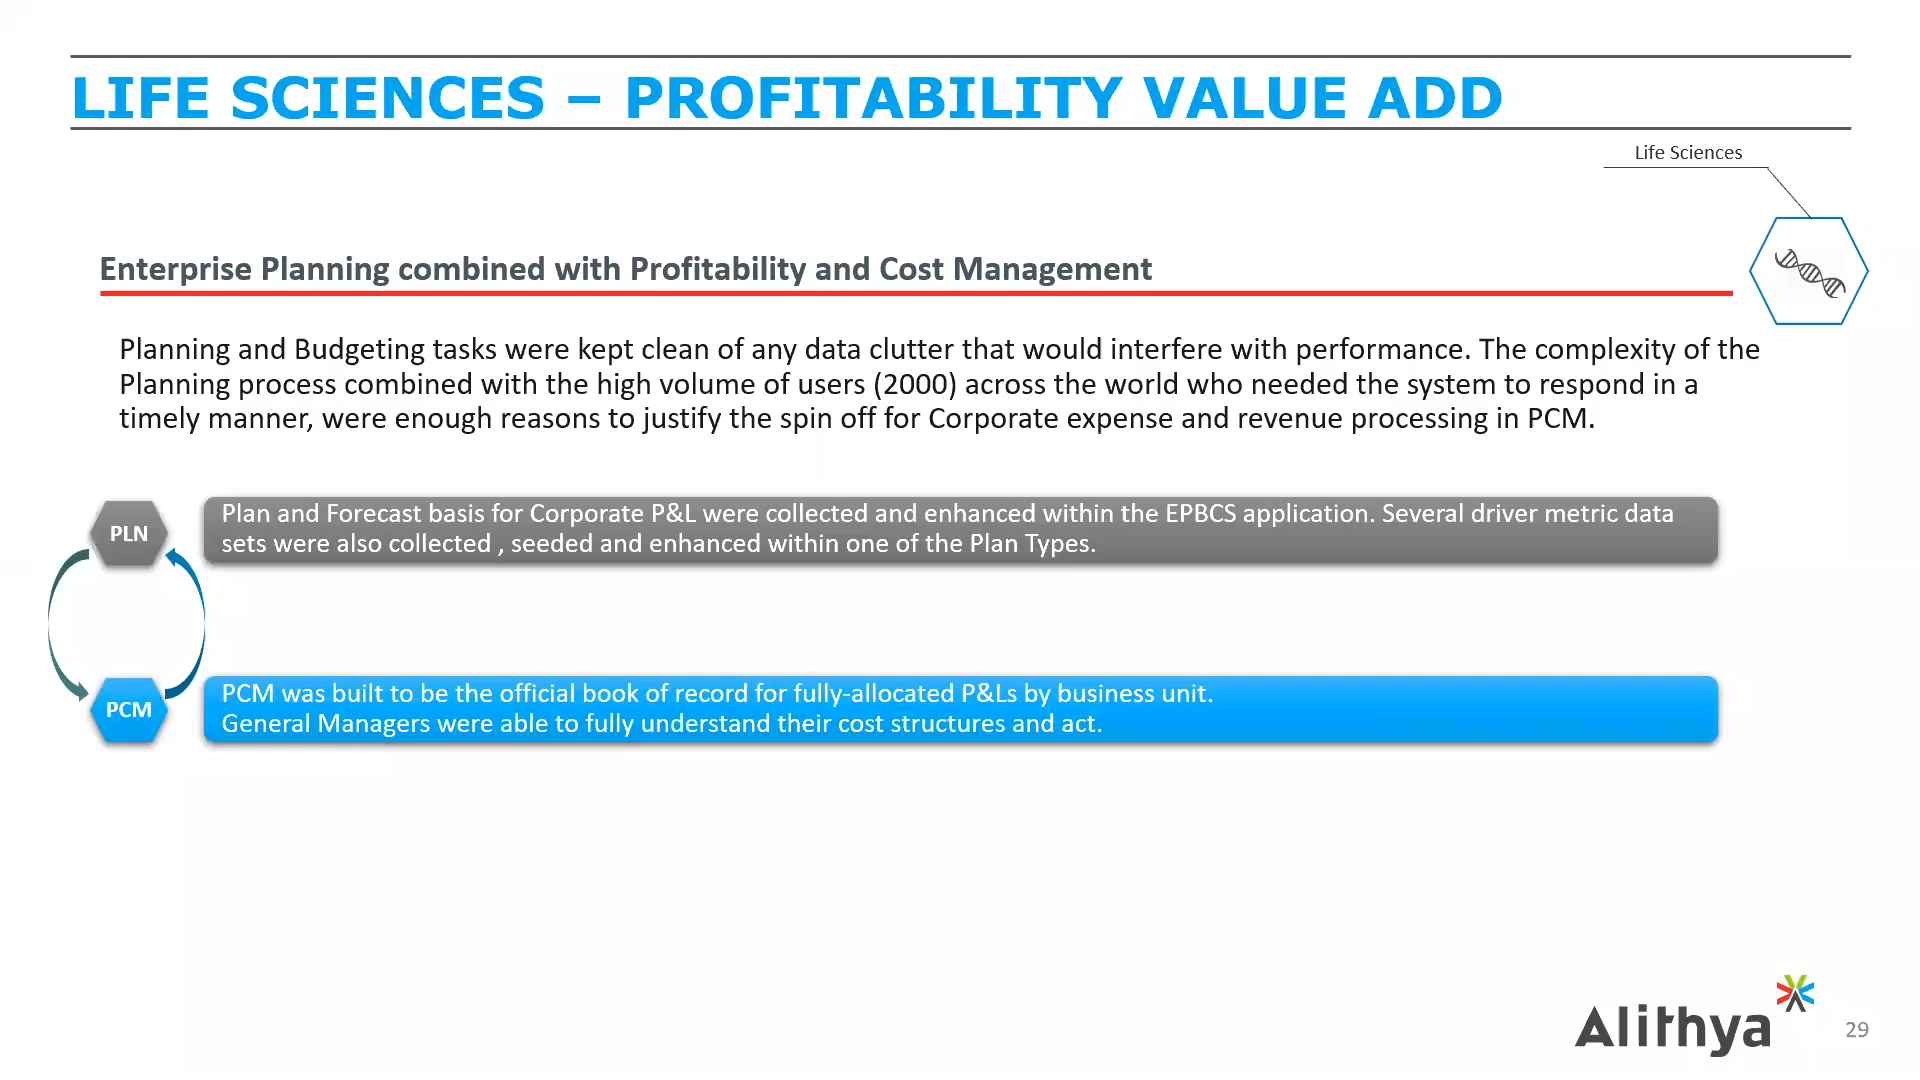 LIFE SCIENCES – PROFITABILITY VALUE ADD
Life Sciences
Enterprise Planning combined with Profitability and Cost Management
Planning and Budgeting tasks were kept clean of any data clutter that would interfere with performance. The complexity of the
Planning process combined with the high volume of users (2000) across the world who needed the system to respond in a
timely manner, were enough reasons to justify the spin off for Corporate expense and revenue processing in PCM.
PLN
Plan and Forecast basis for Corporate P&L were collected and enhanced within the EPBCS application. Several driver metric data
sets were also collected , seeded and enhanced within one of the Plan Types.
PCM
PCM was built to be the official book of record for fully-allocated P&Ls by business unit.
General Managers were able to fully understand their cost structures and act.
Alithya
29